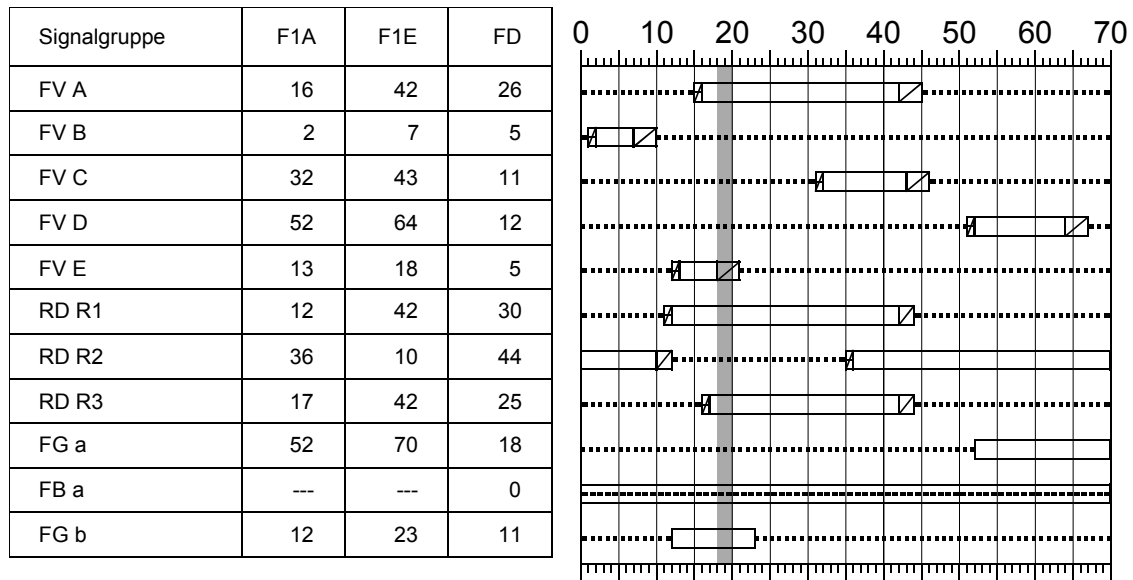 Signalgruppe F1A F1E FD 0 10 20 30 40 50 60 70
FV A 16 42 26
FV B 2 7 5
FV C 32 43 11
FV D 52 64 12
FV E 13 18 5
RD R1 12 42 30
RD R2 36 10 44
RD R3 17 42 25
FG a 52 70 18
FB a --- --- 0
FG b 12 23 11